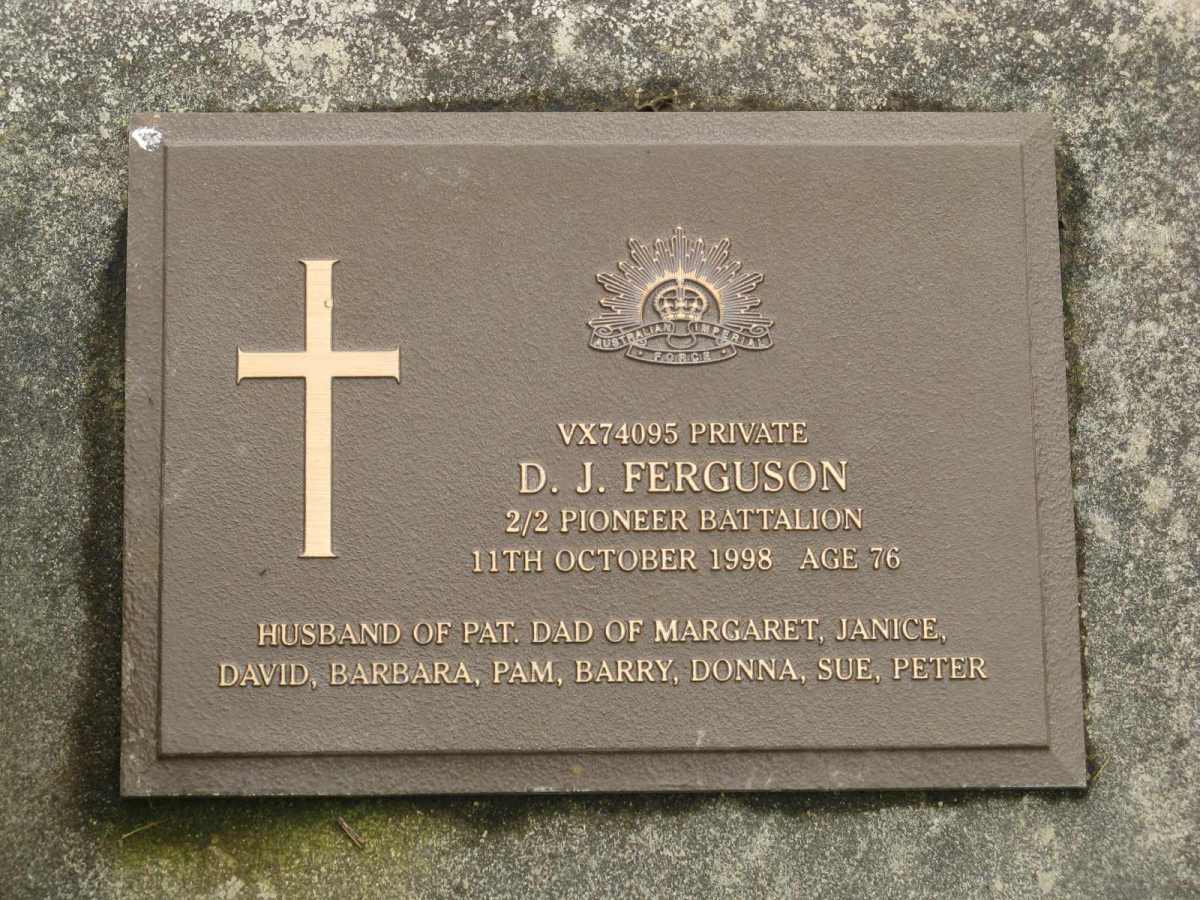 AUSTRALIAN IMPERIAL
FORCE
VX74095 PRIVATE
D. J. FERGUSON
2/2 PIONEER BATTALION
11TH OCTOBER 1998 AGE 76
HUSBAND OF PAT. DAD OF MARGARET, JANICE,
DAVID, BARBARA, PAM, BARRY, DONNA, SUE, PETER